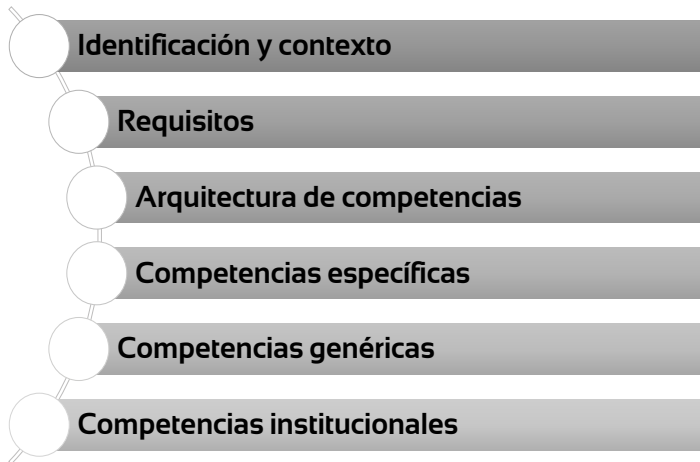 Identificación y contexto
Requisitos
Arquitectura de competencias
Competencias específicas
Competencias genéricas
Competencias institucionales